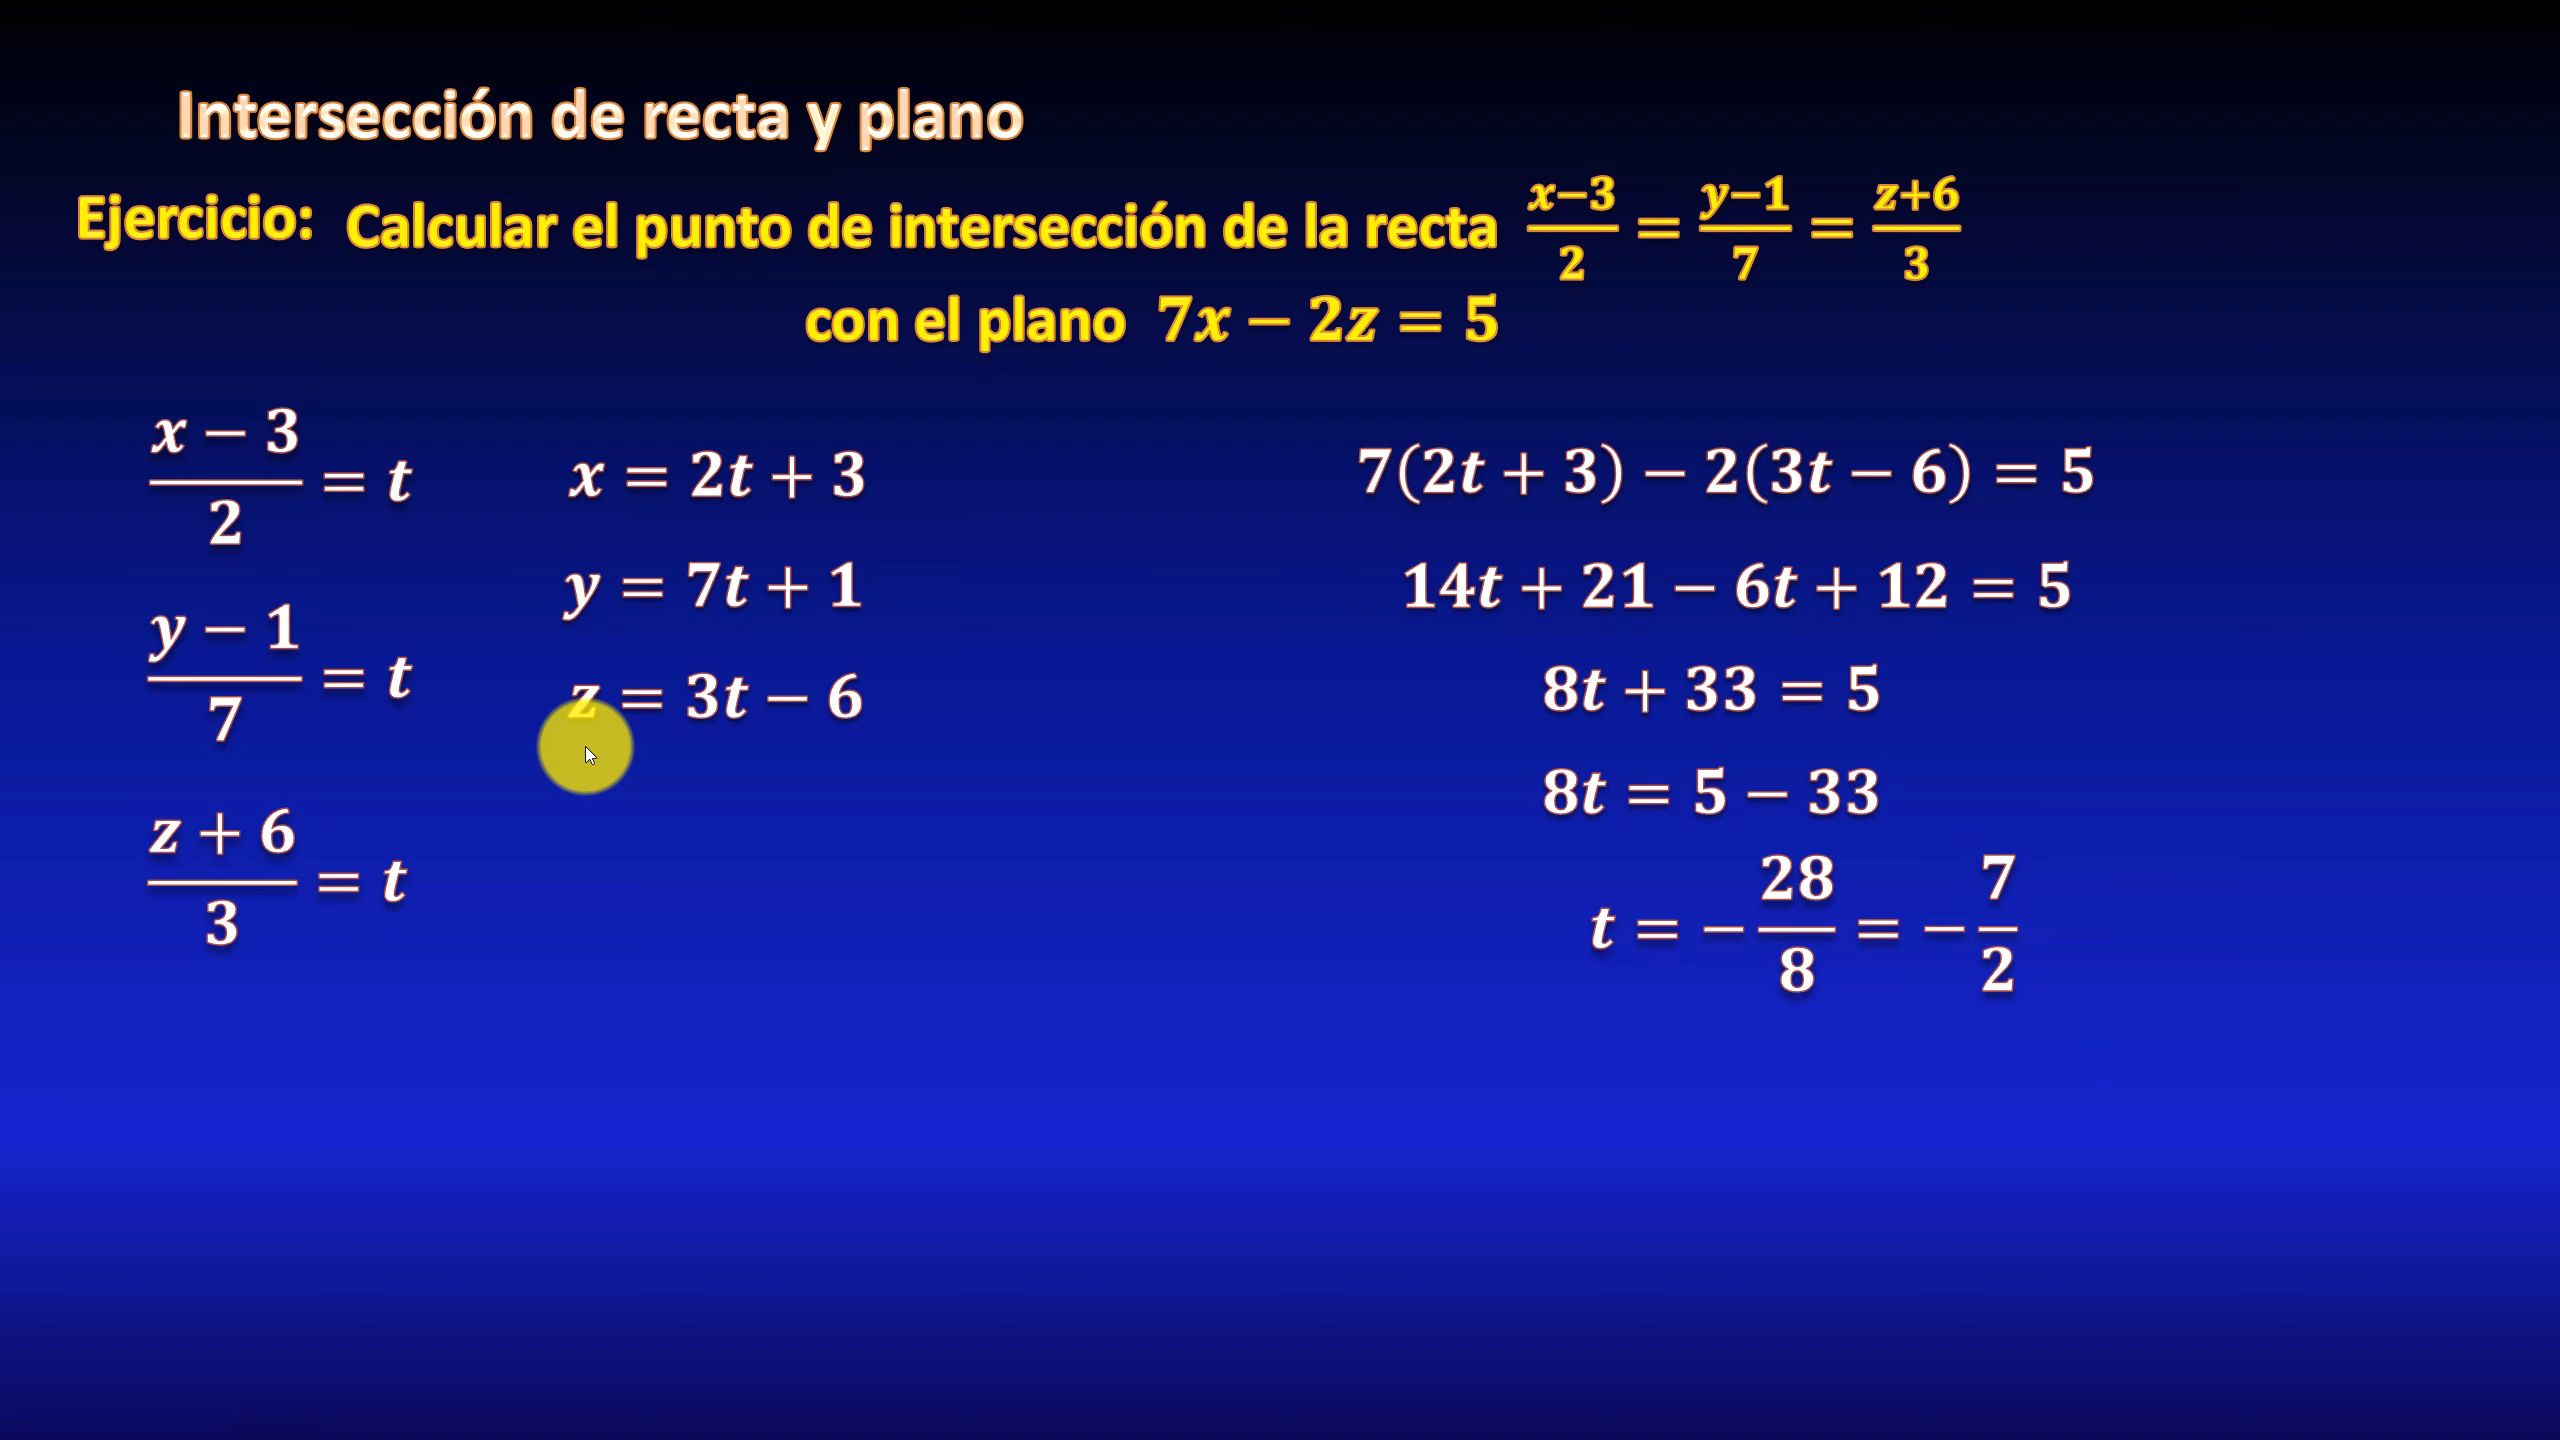 Intersección de recta y plano
Ejercicio: Calcular el punto de intersección de la recta (x−3)/2 = (y−1)/7 = (z+6)/3
con el plano 7x − 2z = 5
(x − 3)/2 = t
(y − 1)/7 = t
(z + 6)/3 = t
x = 2t + 3
y = 7t + 1
z = 3t − 6
7(2t + 3) − 2(3t − 6) = 5
14t + 21 − 6t + 12 = 5
8t + 33 = 5
8t = 5 − 33
t = −28/8 = −7/2